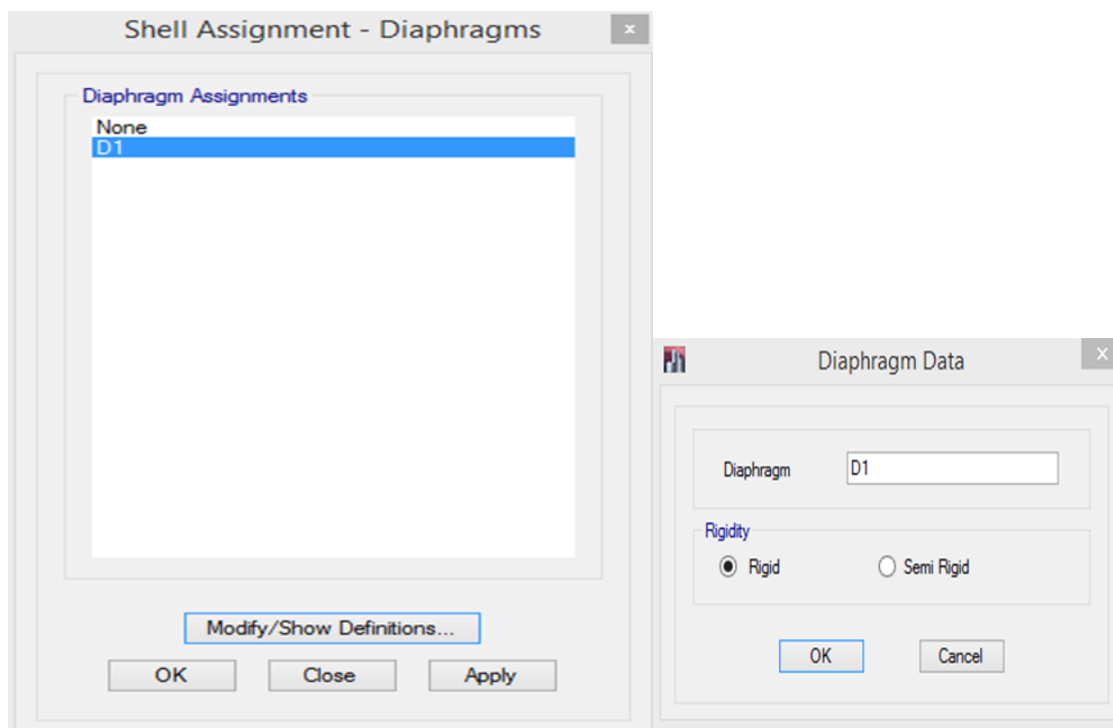 Shell Assignment - Diaphragms
x
Diaphragm Assignments
None
D1
Modify/Show Definitions...
OK Close Apply
Diaphragm Data
x
Diaphragm D1
Rigidity
Rigid Semi Rigid
OK Cancel